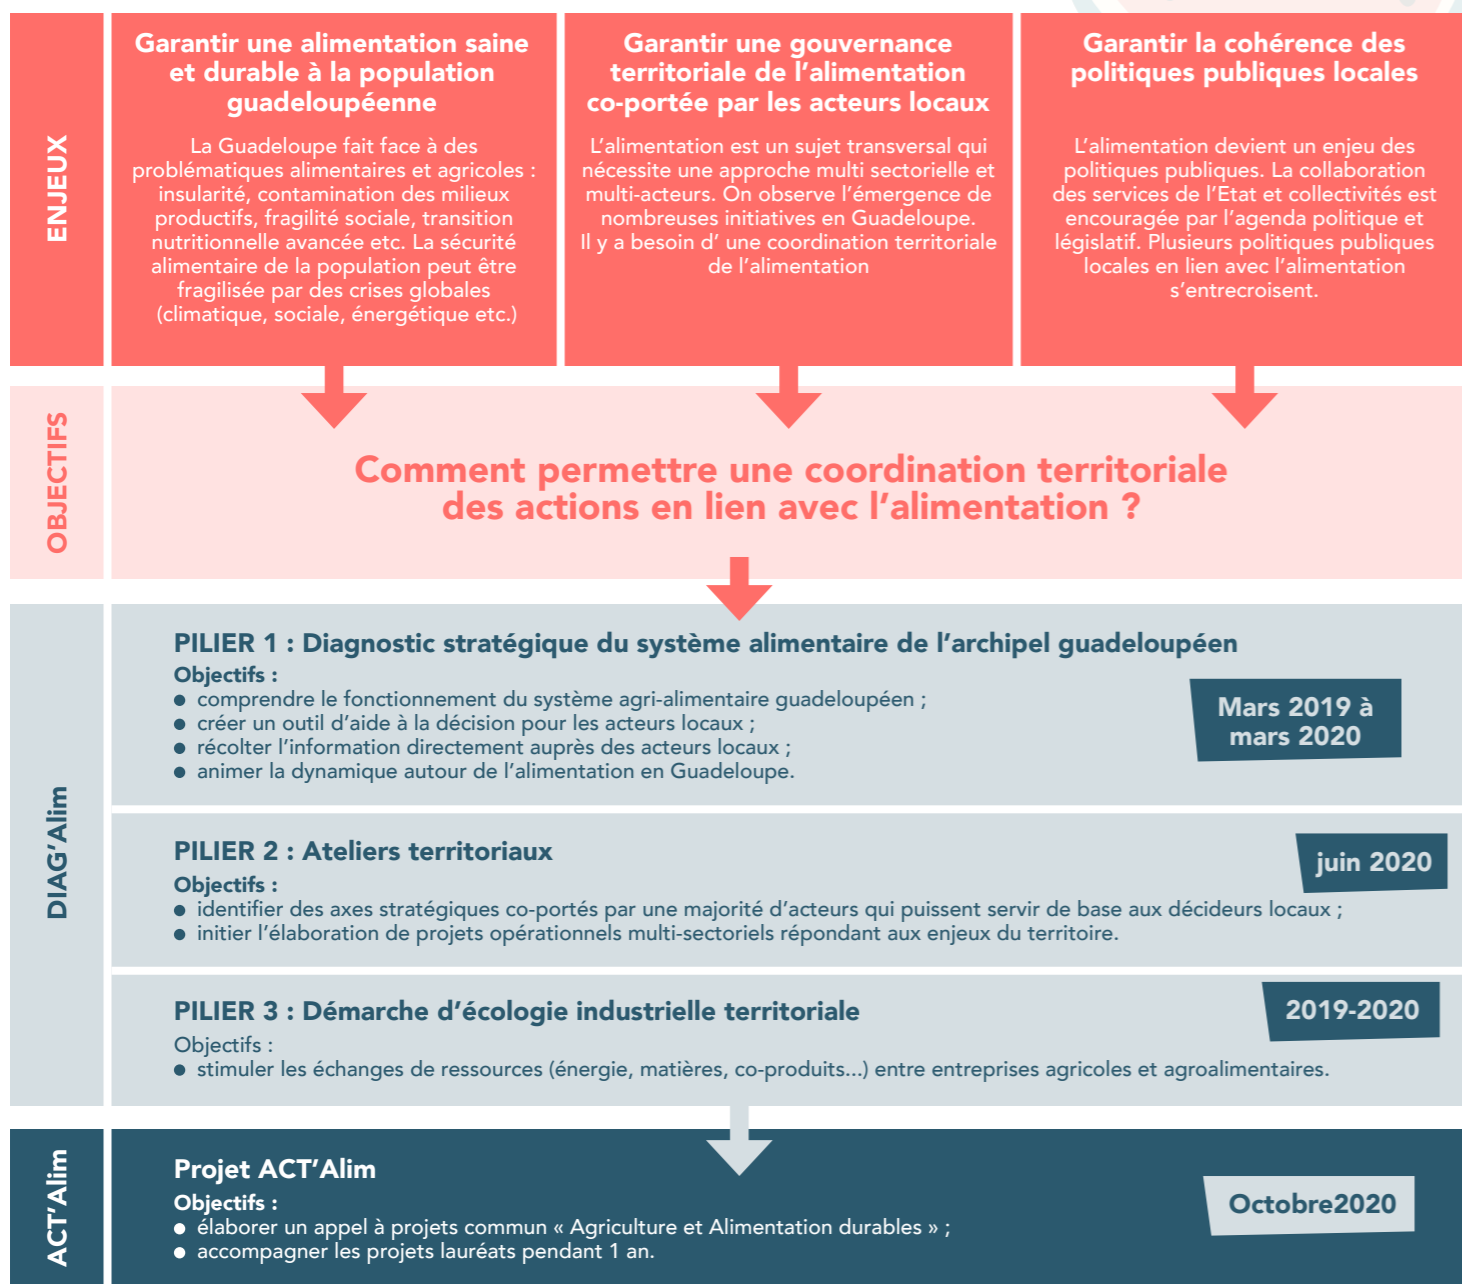 ENJEUX
Garantir une alimentation saine
et durable à la population
guadeloupéenne
La Guadeloupe fait face à des
problématiques alimentaires et agricoles :
insularité, contamination des milieux
productifs, fragilité sociale, transition
nutritionnelle avancée etc. La sécurité
alimentaire de la population peut être
fragilisée par des crises globales
(climatique, sociale, énergétique etc.)
Garantir une gouvernance
territoriale de l’alimentation
co-portée par les acteurs locaux
L’alimentation est un sujet transversal qui
nécessite une approche multi sectorielle et
multi-acteurs. On observe l’émergence de
nombreuses initiatives en Guadeloupe.
Il y a besoin d’ une coordination territoriale
de l’alimentation
Garantir la cohérence des
politiques publiques locales
L’alimentation devient un enjeu des
politiques publiques. La collaboration
des services de l’Etat et collectivités est
encouragée par l’agenda politique et
législatif. Plusieurs politiques publiques
locales en lien avec l’alimentation
s’entrecroisent.
OBJECTIFS
Comment permettre une coordination territoriale
des actions en lien avec l’alimentation ?
DIAG’Alim
PILIER 1 : Diagnostic stratégique du système alimentaire de l’archipel guadeloupéen
Objectifs :
● comprendre le fonctionnement du système agri-alimentaire guadeloupéen ;
● créer un outil d’aide à la décision pour les acteurs locaux ;
● récolter l’information directement auprès des acteurs locaux ;
● animer la dynamique autour de l’alimentation en Guadeloupe.
Mars 2019 à
mars 2020
PILIER 2 : Ateliers territoriaux
juin 2020
Objectifs :
● identifier des axes stratégiques co-portés par une majorité d’acteurs qui puissent servir de base aux décideurs locaux ;
● initier l’élaboration de projets opérationnels multi-sectoriels répondant aux enjeux du territoire.
PILIER 3 : Démarche d’écologie industrielle territoriale
2019-2020
Objectifs :
● stimuler les échanges de ressources (énergie, matières, co-produits...) entre entreprises agricoles et agroalimentaires.
ACT’Alim
Projet ACT’Alim
Objectifs :
● élaborer un appel à projets commun « Agriculture et Alimentation durables » ;
● accompagner les projets lauréats pendant 1 an.
Octobre2020